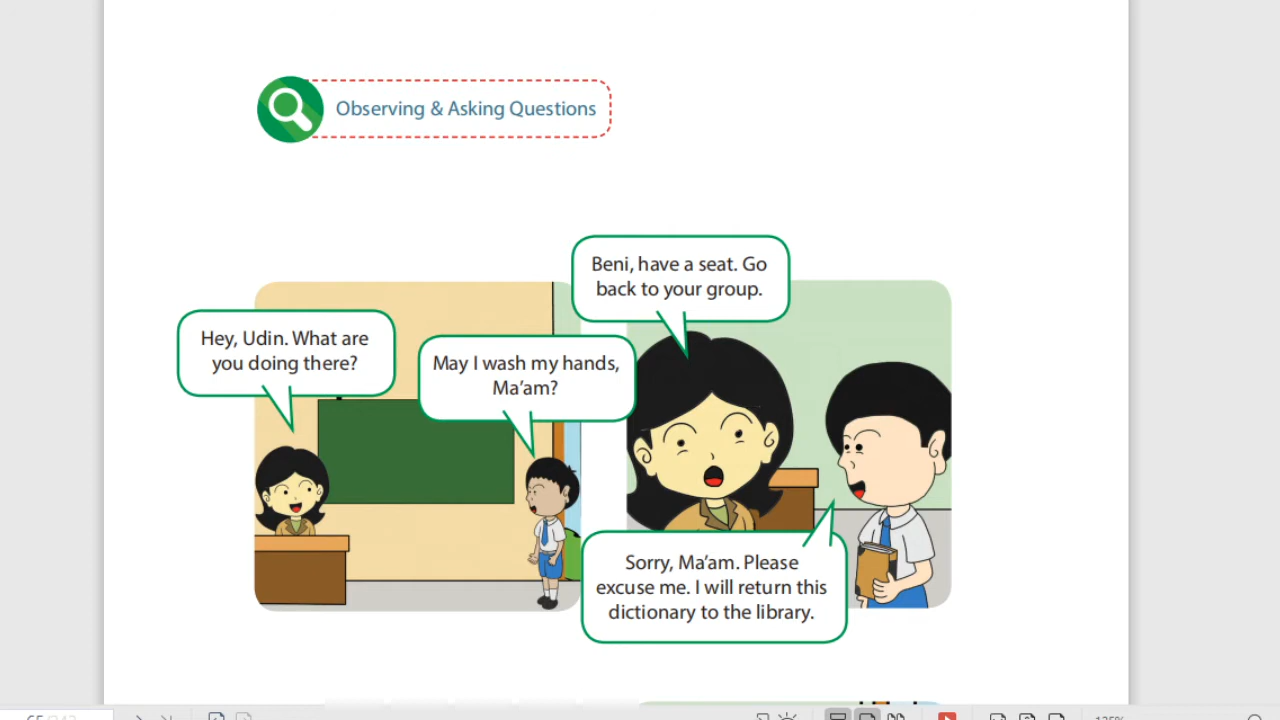 Observing & Asking Questions
Hey, Udin. What are
you doing there?
May I wash my hands,
Ma'am?
Beni, have a seat. Go
back to your group.
Sorry, Ma'am. Please
excuse me. I will return this
dictionary to the library.